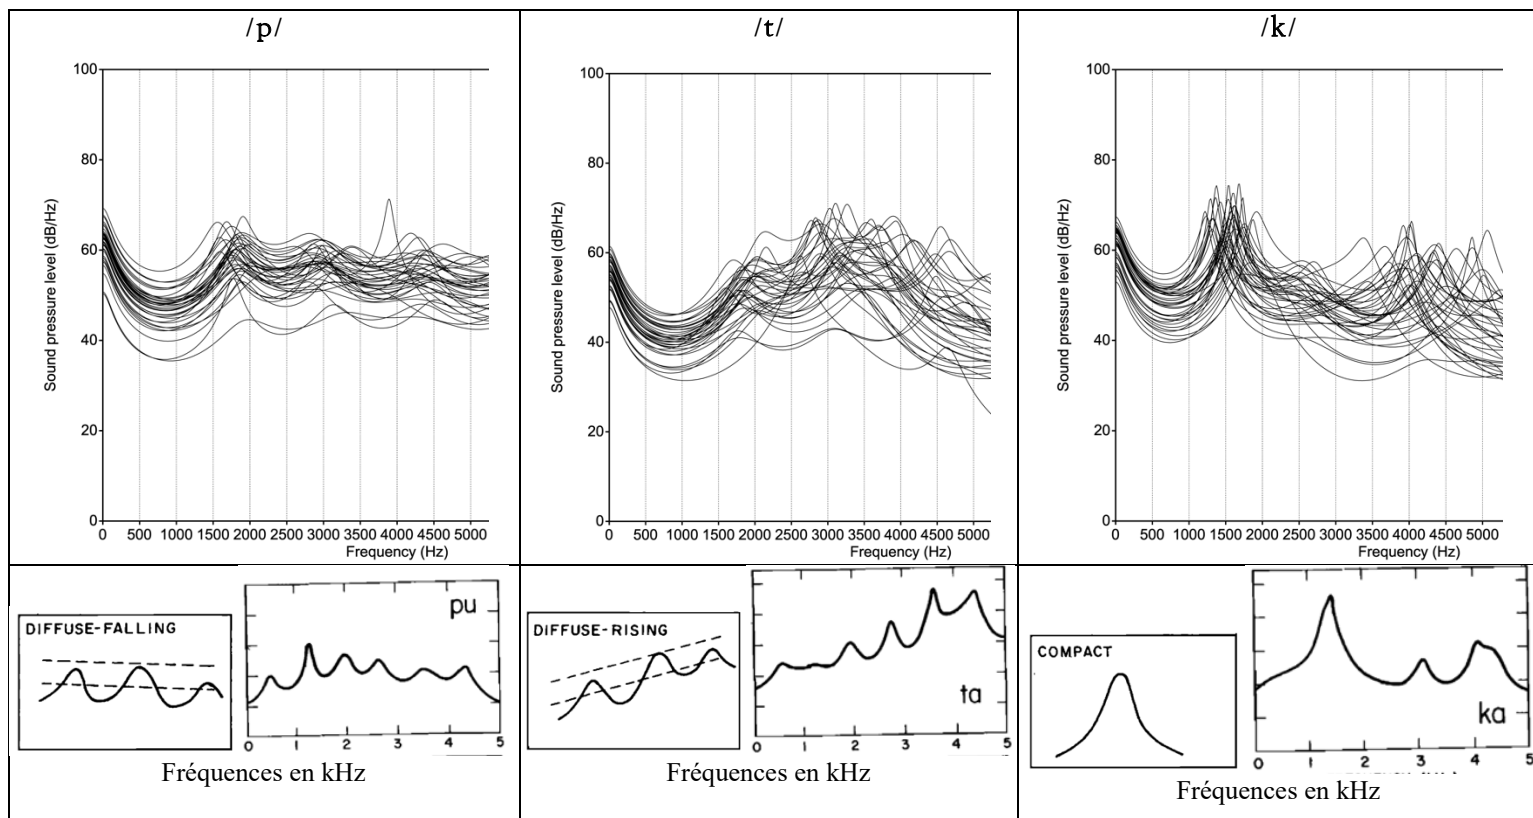 /p/
/t/
/k/
Sound pressure level (dB/Hz)
100
80
60
40
20
0
0 500 1000 1500 2000 2500 3000 3500 4000 4500 5000
Frequency (Hz)
Sound pressure level (dB/Hz)
100
80
60
40
20
0
0 500 1000 1500 2000 2500 3000 3500 4000 4500 5000
Frequency (Hz)
Sound pressure level (dB/Hz)
100
80
60
40
20
0
0 500 1000 1500 2000 2500 3000 3500 4000 4500 5000
Frequency (Hz)
DIFFUSE-FALLING
pu
0 1 2 3 4 5
Fréquences en kHz
DIFFUSE-RISING
ta
0 1 2 3 4 5
Fréquences en kHz
COMPACT
ka
0 1 2 3 4 5
Fréquences en kHz